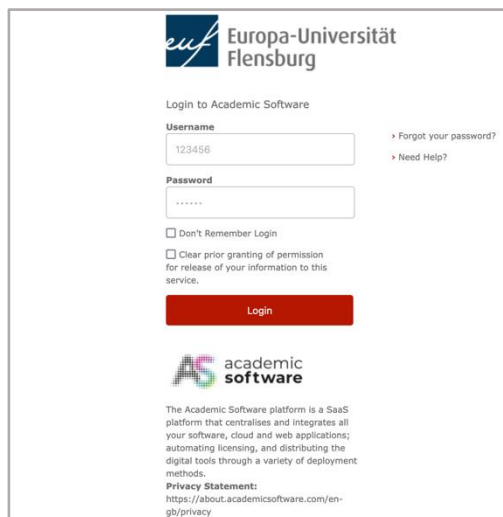 euf
Europa-Universität
Flensburg
Login to Academic Software
Username
123456
› Forgot your password?
› Need Help?
Password
······
Don't Remember Login
Clear prior granting of permission
for release of your information to this
service.
Login
AS academic
software
The Academic Software platform is a SaaS
platform that centralises and integrates all
your software, cloud and web applications;
automating licensing, and distributing the
digital tools through a variety of deployment
methods.
Privacy Statement:
https://about.academicsoftware.com/en-
gb/privacy